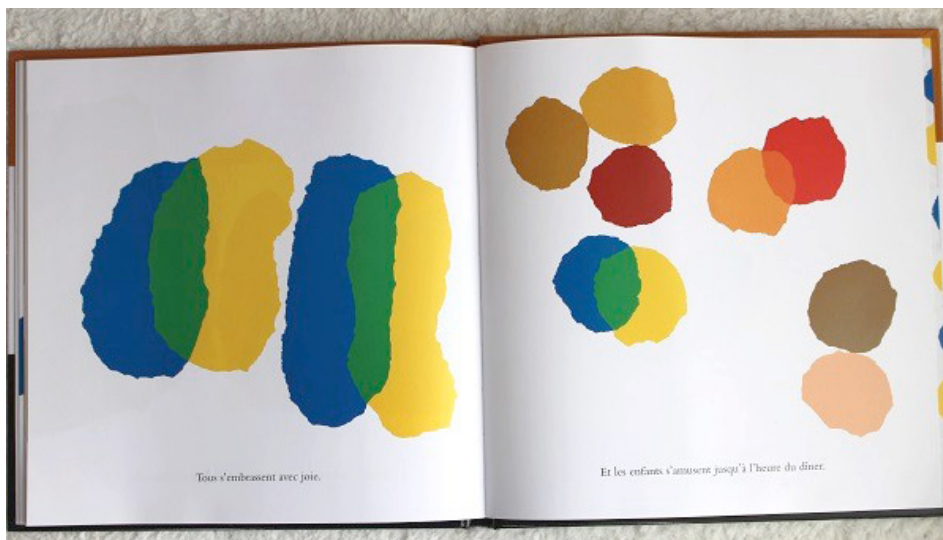 Tous s'embrassent avec joie.
Et les enfants s'amusent jusqu'à l'heure du dîner.